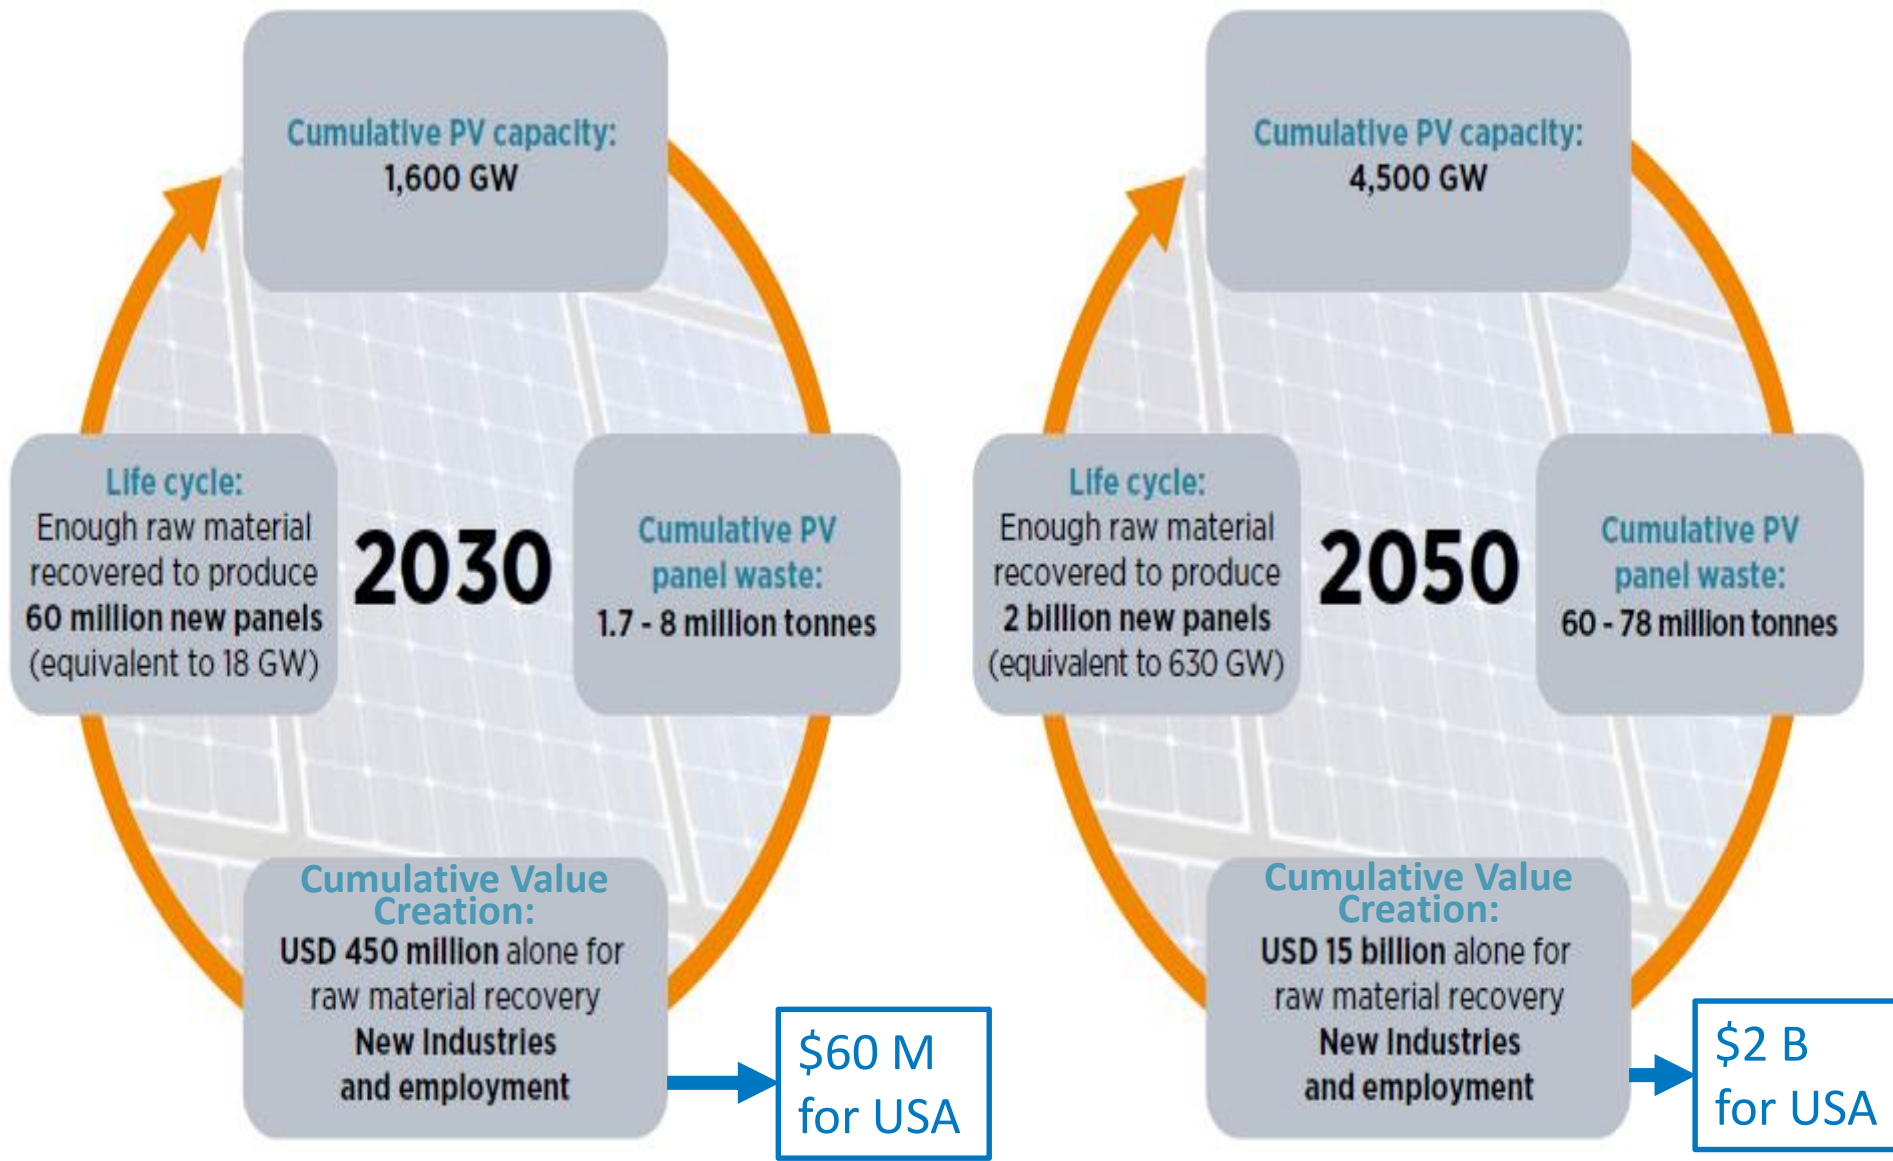 Cumulative PV capacity:
1,600 GW
Life cycle:
Enough raw material
recovered to produce
60 million new panels
(equivalent to 18 GW)
2030
Cumulative PV
panel waste:
1.7 - 8 million tonnes
Cumulative Value
Creation:
USD 450 million alone for
raw material recovery
New Industries
and employment
$60 M
for USA
Cumulative PV capacity:
4,500 GW
Life cycle:
Enough raw material
recovered to produce
2 billion new panels
(equivalent to 630 GW)
2050
Cumulative PV
panel waste:
60 - 78 million tonnes
Cumulative Value
Creation:
USD 15 billion alone for
raw material recovery
New Industries
and employment
$2 B
for USA